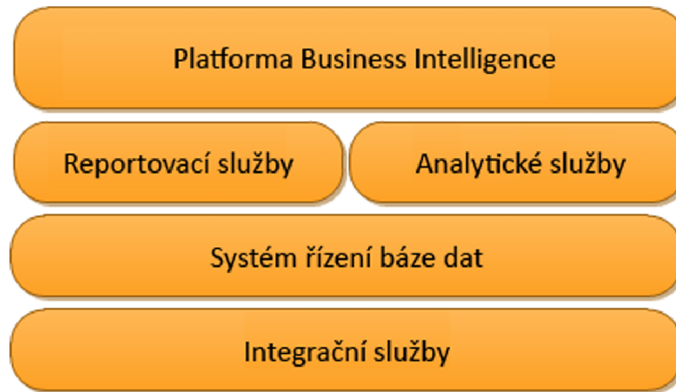 Platforma Business Intelligence
Reportovací služby
Analytické služby
Systém řízení báze dat
Integrační služby